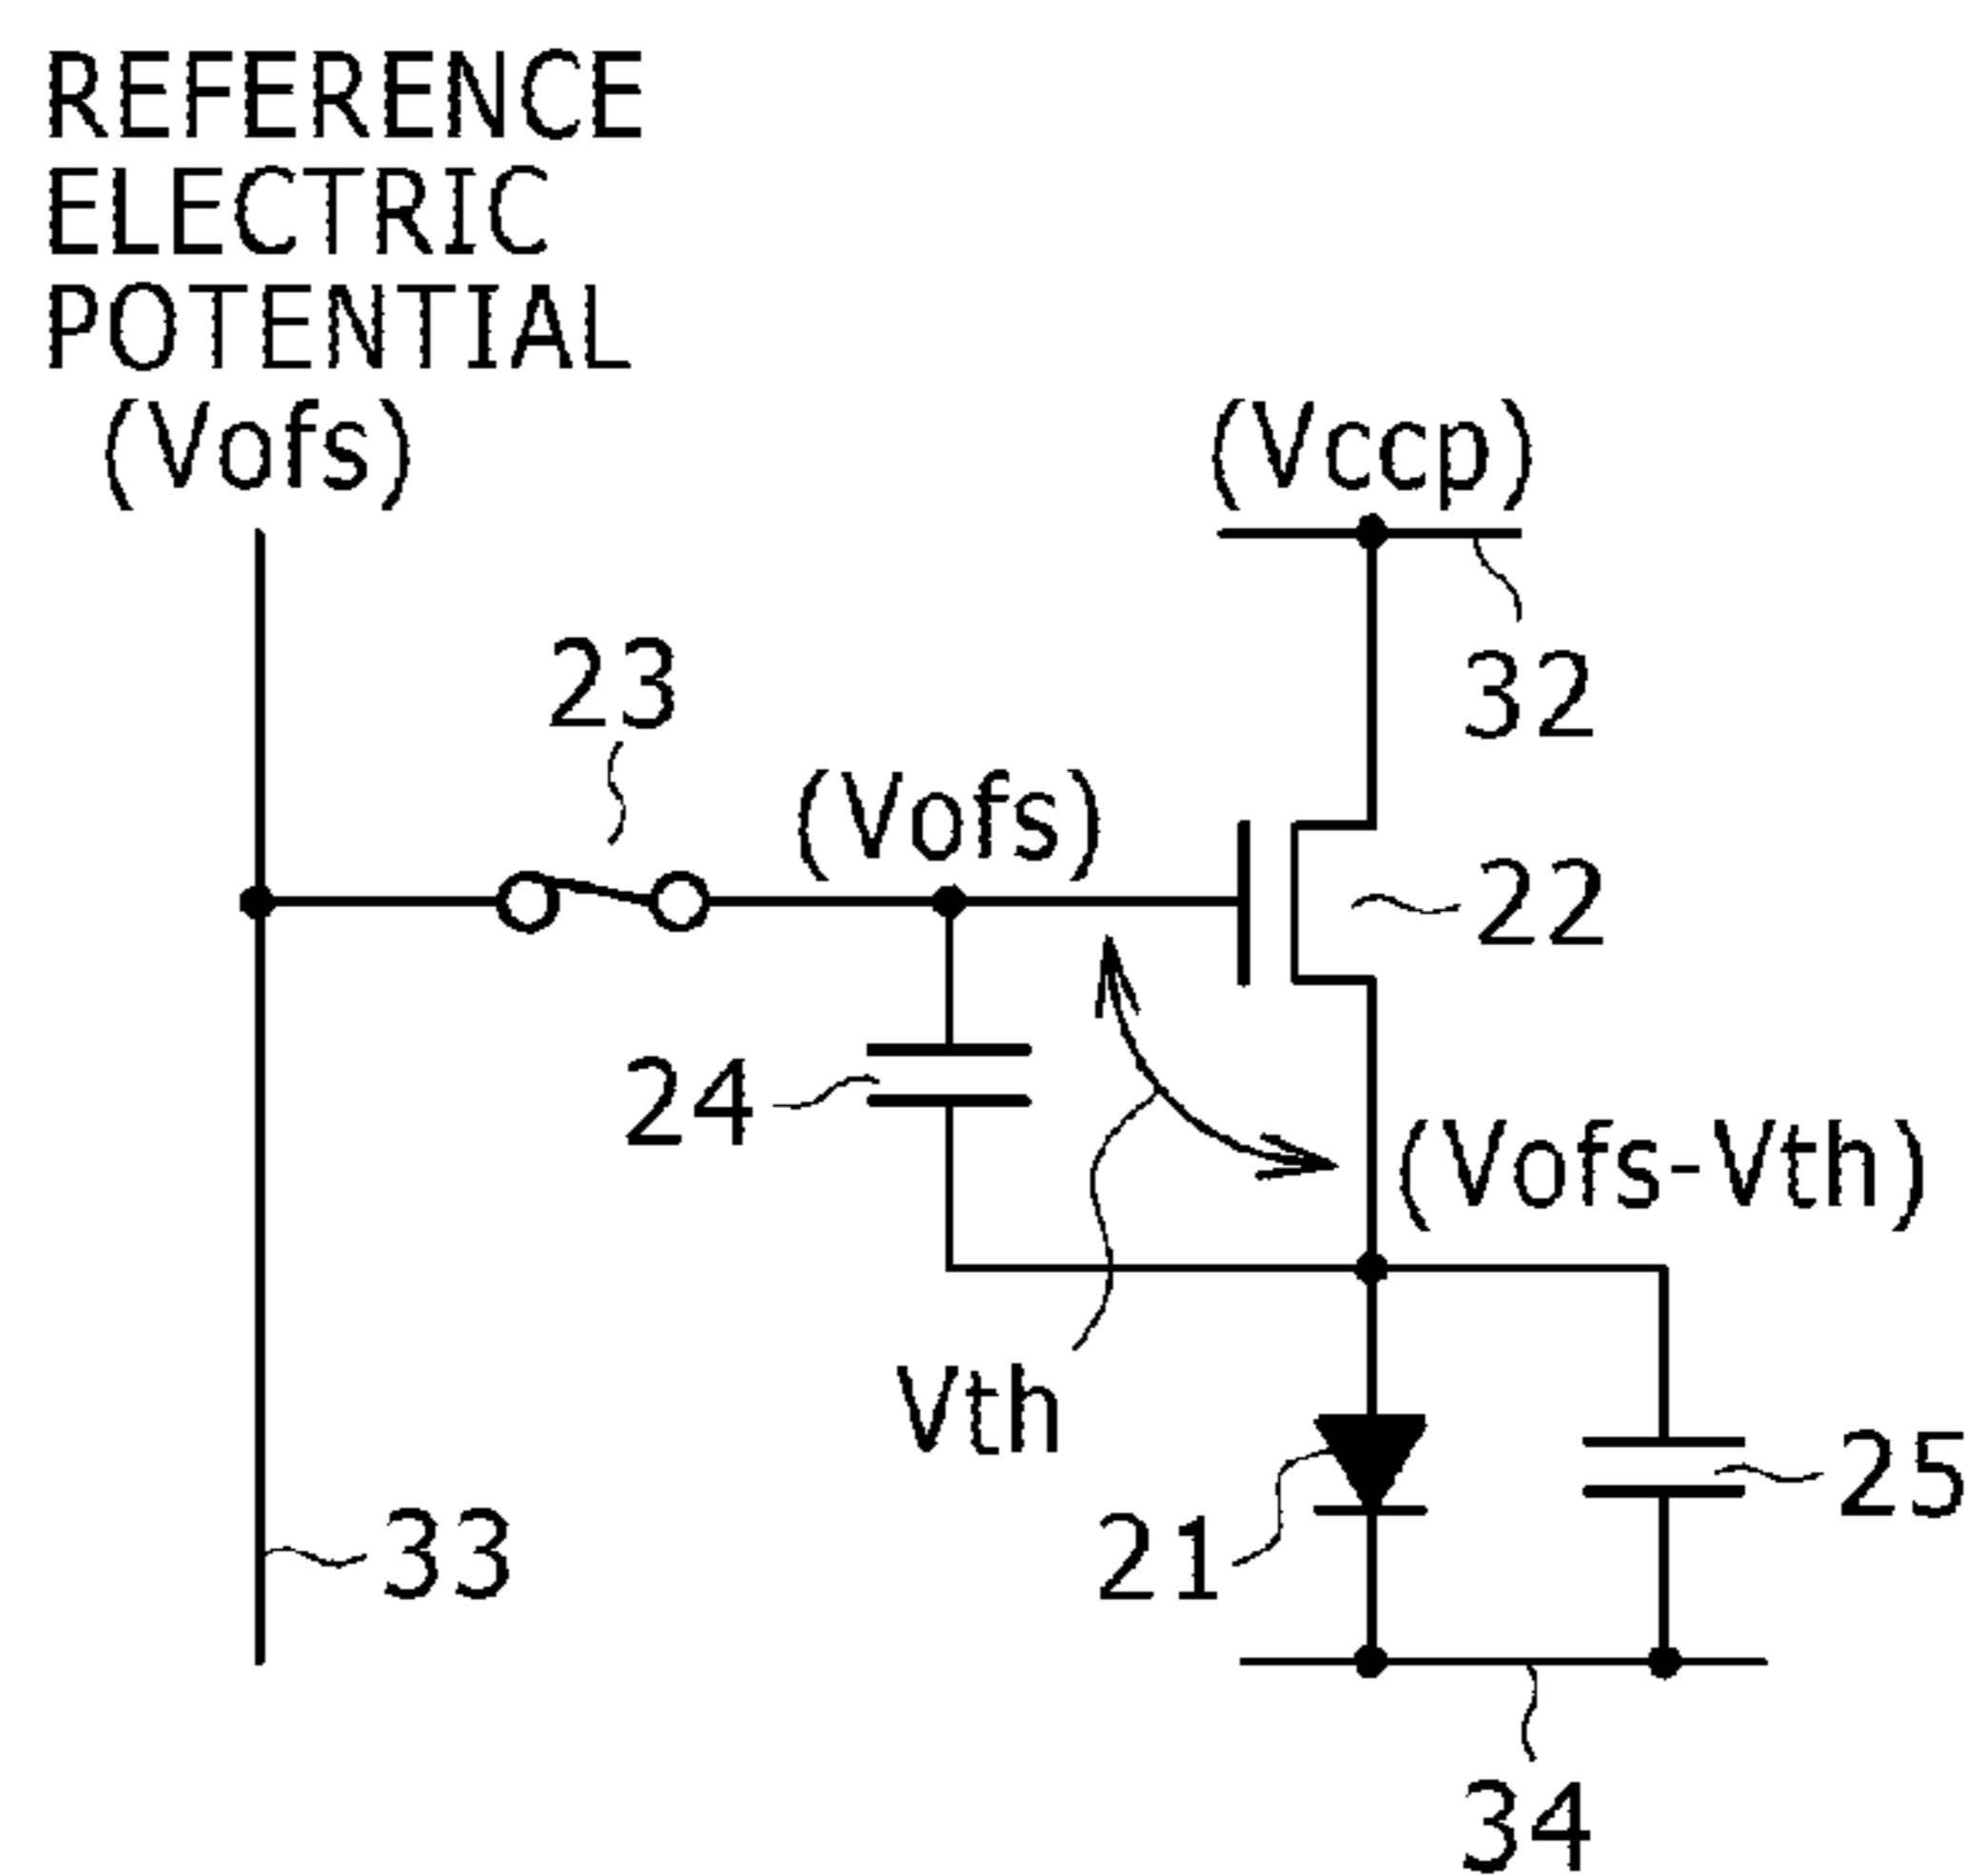 REFERENCE
ELECTRIC
POTENTIAL
(Vofs)
(Vccp)
23
32
(Vofs)
22
24
(Vofs-Vth)
Vth
25
21
33
34